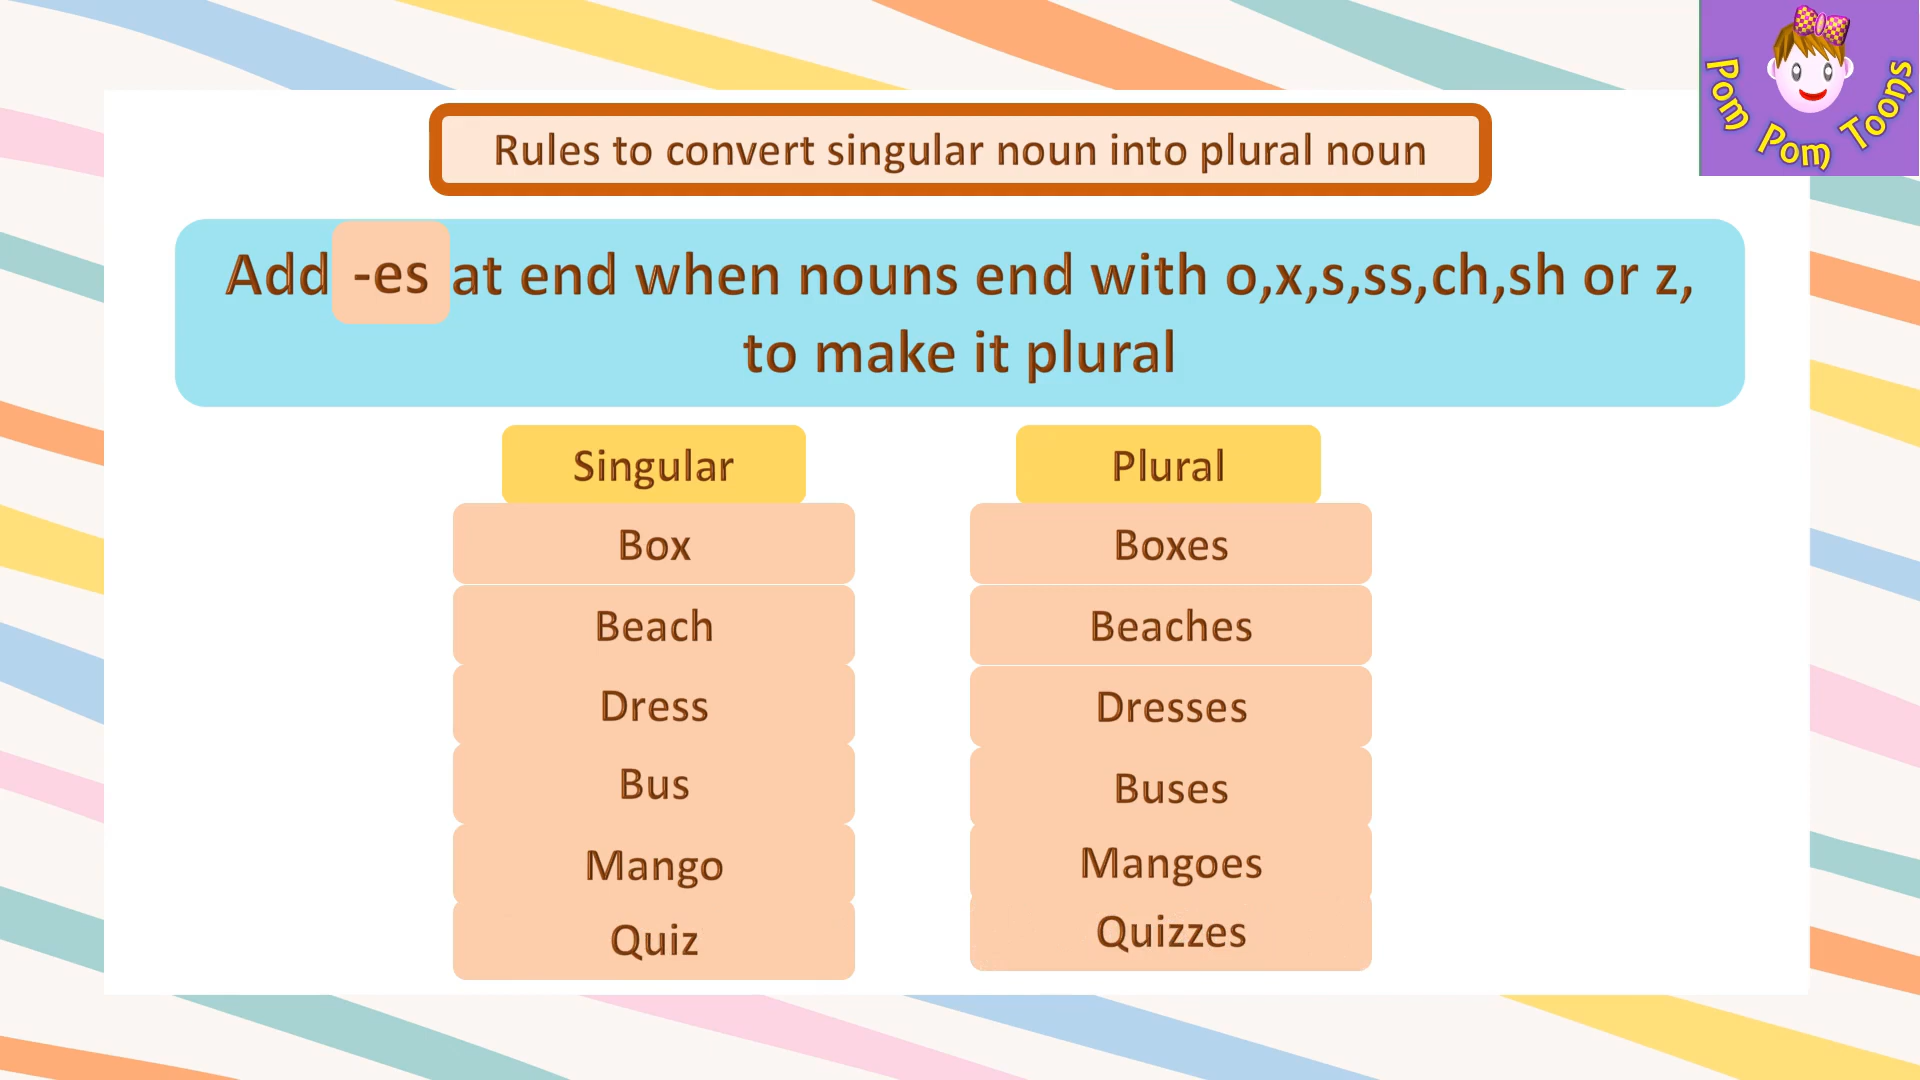 Pom Pom Toons
Rules to convert singular noun into plural noun
Add -es at end when nouns end with o,x,s,ss,ch,sh or z,
to make it plural
Singular Plural
Box Boxes
Beach Beaches
Dress Dresses
Bus Buses
Mango Mangoes
Quiz Quizzes